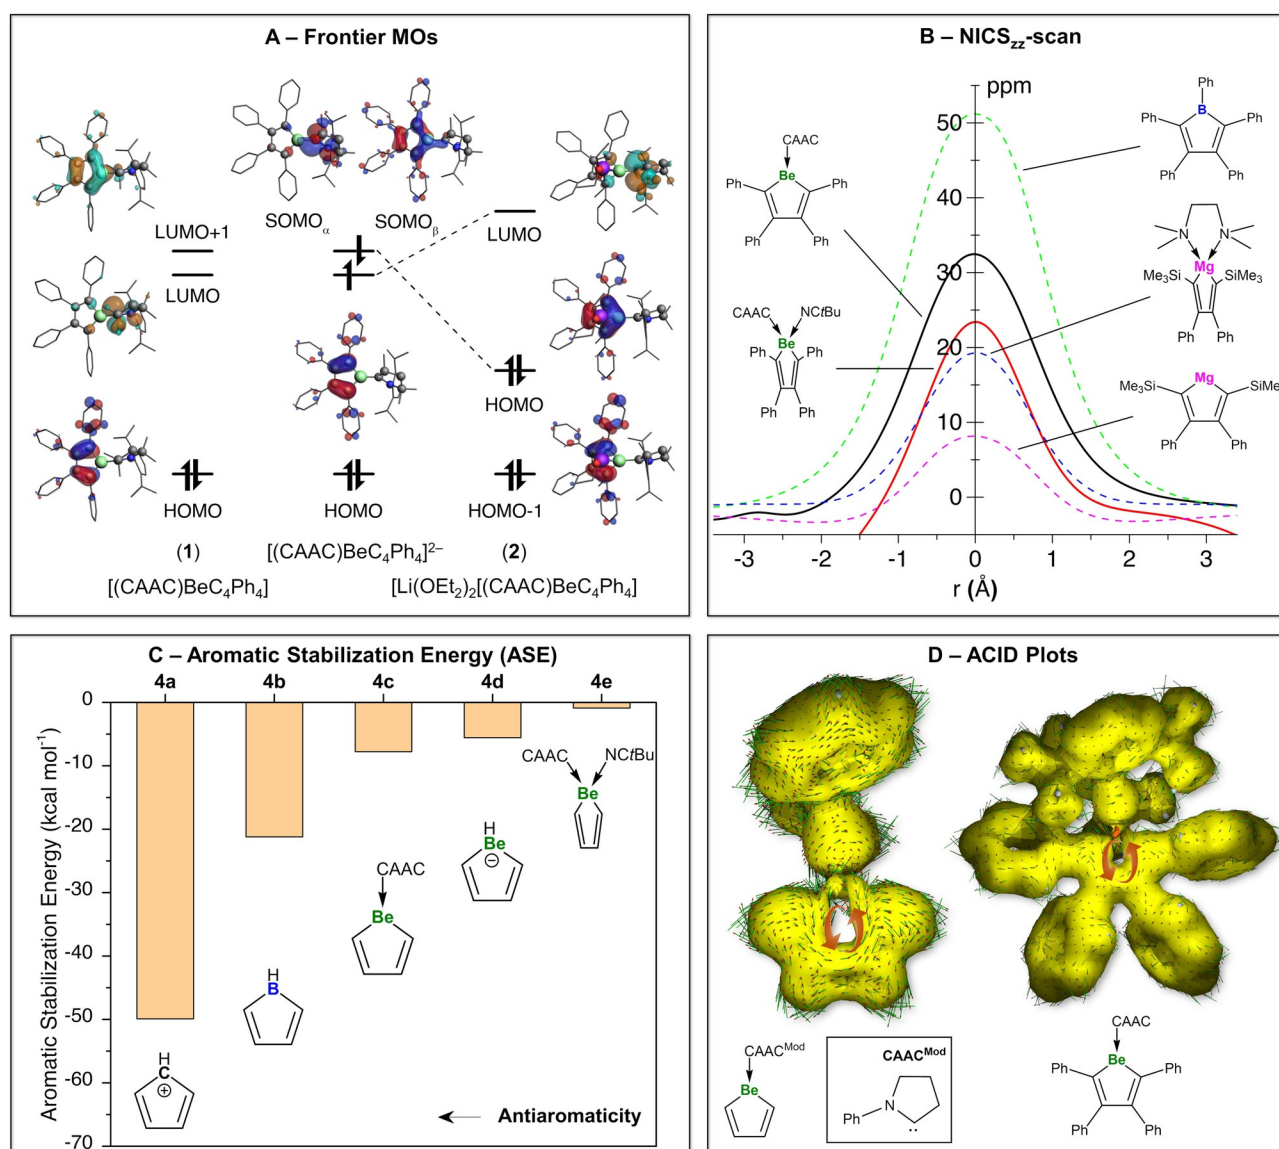 A – Frontier MOs
LUMO+1
LUMO
HOMO
SOMOα
SOMOβ
HOMO
LUMO
HOMO
HOMO-1
(1)
[(CAAC)BeC4Ph4]2–
(2)
[(CAAC)BeC4Ph4]
[Li(OEt2)2[(CAAC)BeC4Ph4]
B – NICSzz-scan
ppm
50
40
30
20
10
0
-3
-2
-1
0
1
2
3
r (Å)
CAAC
Be
Ph
Ph
Ph
Ph
CAAC
NCtBu
Be
Ph
Ph
Ph
Ph
Ph
B
Ph
Ph
Ph
Ph
N
N
Mg
Me3Si
SiMe3
Ph
Ph
Mg
Me3Si
SiMe
Ph
Ph
C – Aromatic Stabilization Energy (ASE)
4a
4b
4c
4d
4e
Aromatic Stabilization Energy (kcal mol-1)
0
-10
-20
-30
-40
-50
-60
-70
H
C
+
H
B
CAAC
Be
H
Be
−
CAAC
NCtBu
Be
Antiaromaticity
D – ACID Plots
CAACMod
Be
CAACMod
N
Ph
CAAC
Be
Ph
Ph
Ph
Ph